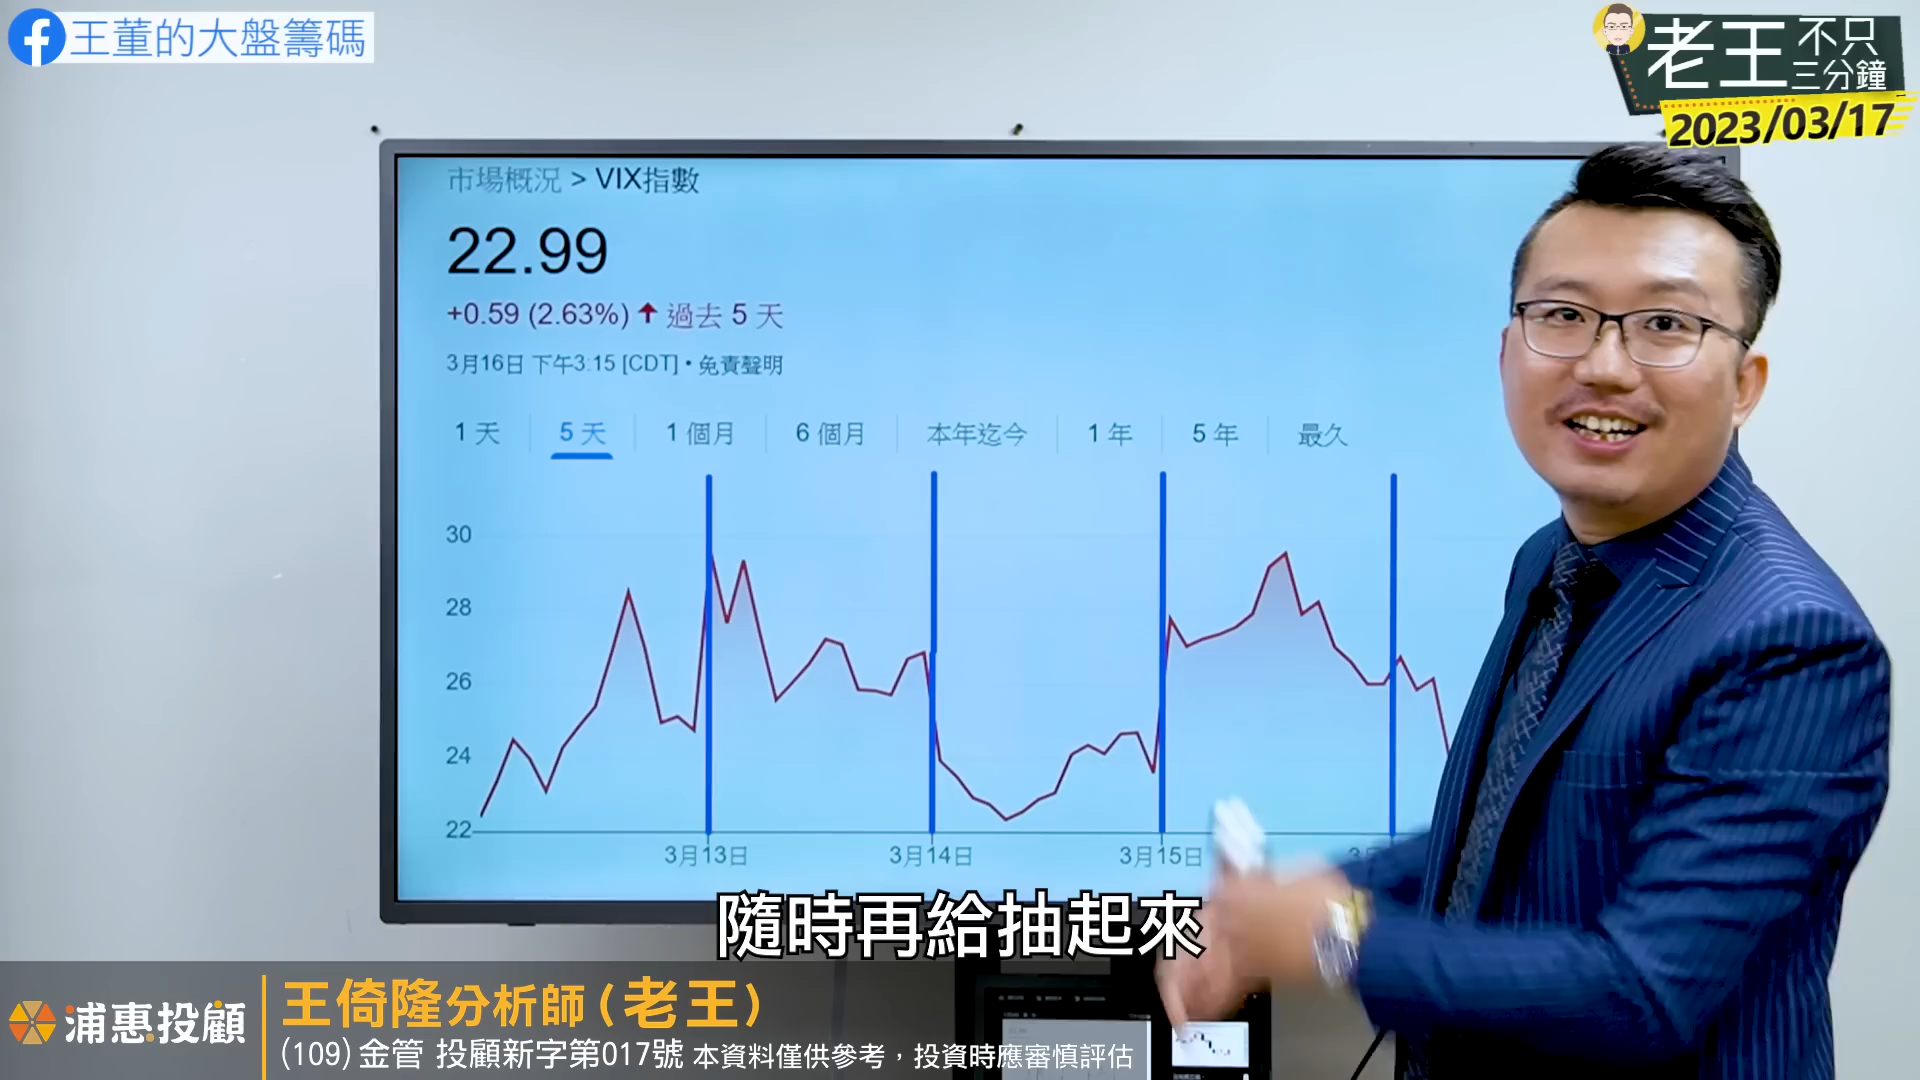 王董的大盤籌碼
老王不只三分鐘
2023/03/17
市場概況 > VIX指數
22.99
+0.59 (2.63%) 過去 5 天
3月16日 下午3:15 [CDT] • 免責聲明
1 天 5 天 1 個月 6 個月 本年迄今 1 年 5 年 最久
30
28
26
24
22
3月13日 3月14日 3月15日
隨時再給抽起來
浦惠投顧
王倚隆分析師(老王)
(109)金管 投顧新字第017號 本資料僅供參考，投資時應審慎評估